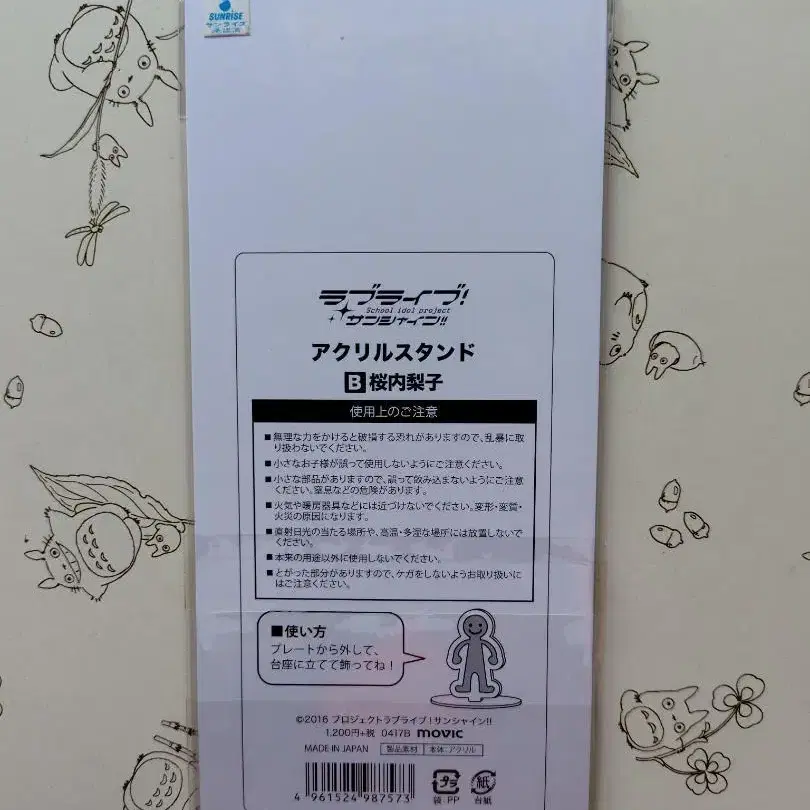 SUNRISE
サンライズ
ラブライブ!
School idol project
サンシャイン!!
アクリルスタンド
B 桜内梨子
使用上のご注意
■無理な力をかけると破損する恐れがありますので、乱暴に取
り扱わないでください。
■小さなお子様が誤って使用しないようにご注意ください。
■小さな部品がありますので、誤って飲み込まないようにご注意
ください。窒息などの危険があります。
■火気や暖房器具などには近づけないでください。変形・変質・
火災の原因になります。
■直射日光の当たる場所や、高温・多湿な場所には放置しないで
ください。
■本来の用途以外に使用しないでください。
■とがった部分がありますので、ケガをしないようお取り扱いに
はご注意ください。
■使い方
プレートから外して、
台座に立てて飾ってね!
©2016 プロジェクトラブライブ!サンシャイン!!
1,200円+税 0417B movic
MADE IN JAPAN 製品素材 本体:アクリル
4 961524 987573
プラ
袋:PP
紙
台紙